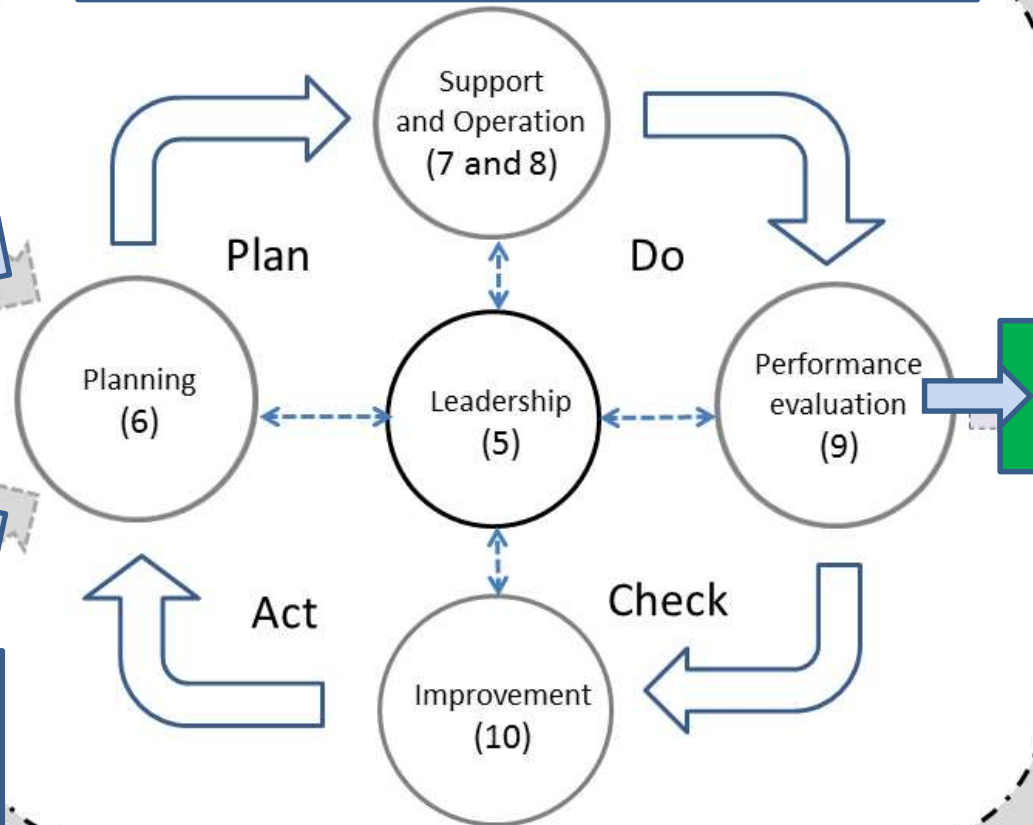 Support
and Operation
(7 and 8)
Plan
Do
Planning
(6)
Leadership
(5)
Performance
evaluation
(9)
Act
Check
Improvement
(10)